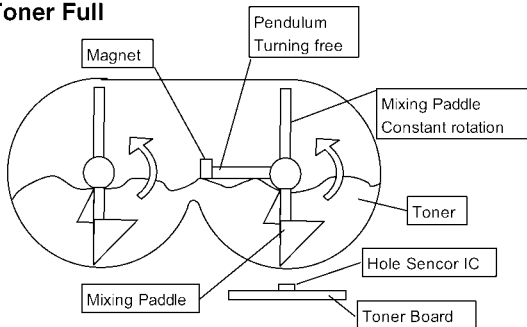 Toner Full
Pendulum
Turning free
Magnet
Mixing Paddle
Constant rotation
Toner
Hole Sencor IC
Mixing Paddle
Toner Board